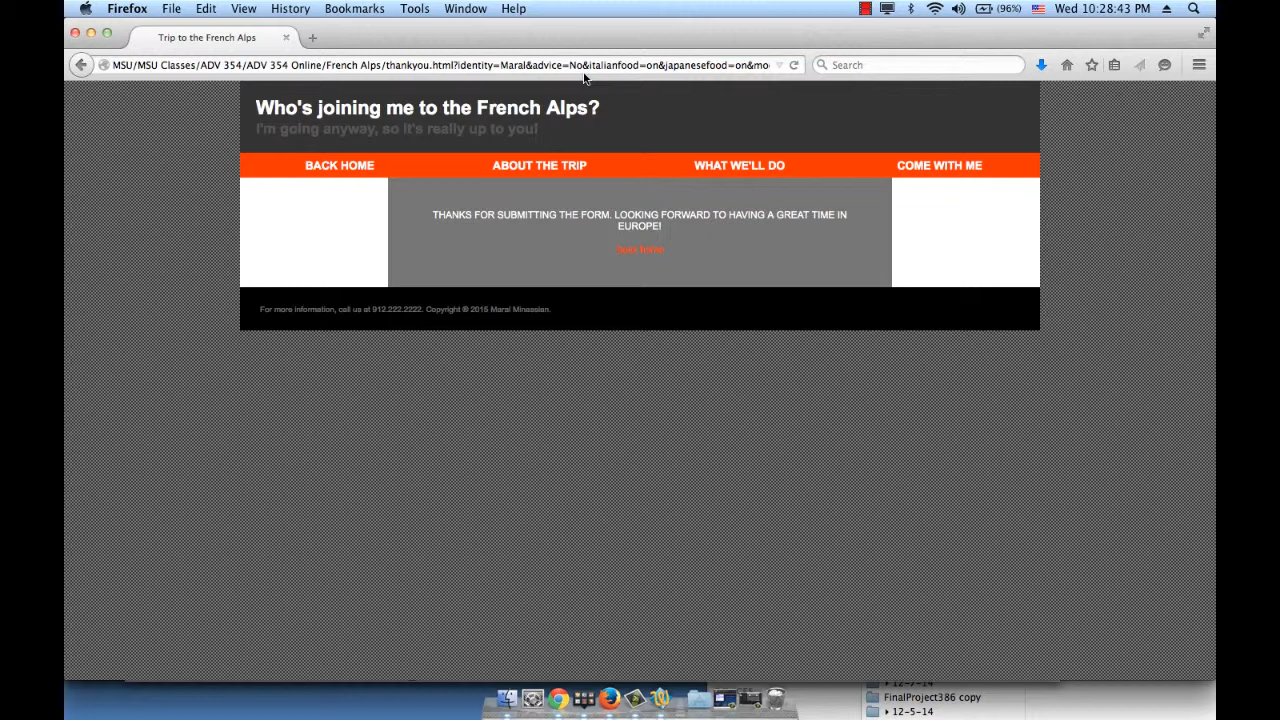 Firefox File Edit View History Bookmarks Tools Window Help (96%) Wed 10:28:43 PM
Trip to the French Alps
MSU/MSU Classes/ADV 354/ADV 354 Online/French Alps/thankyou.html?identity=Maral&advice=No&italianfood=on&japanesefood=on&mo Search
Who's joining me to the French Alps?
I'm going anyway, so it's really up to you!
BACK HOME ABOUT THE TRIP WHAT WE'LL DO COME WITH ME
THANKS FOR SUBMITTING THE FORM. LOOKING FORWARD TO HAVING A GREAT TIME IN
EUROPE!
For more information, call us at 912.222.2222. Copyright © 2015 Maral Minassian.
12-7-14
FinalProject386 copy
12-5-14